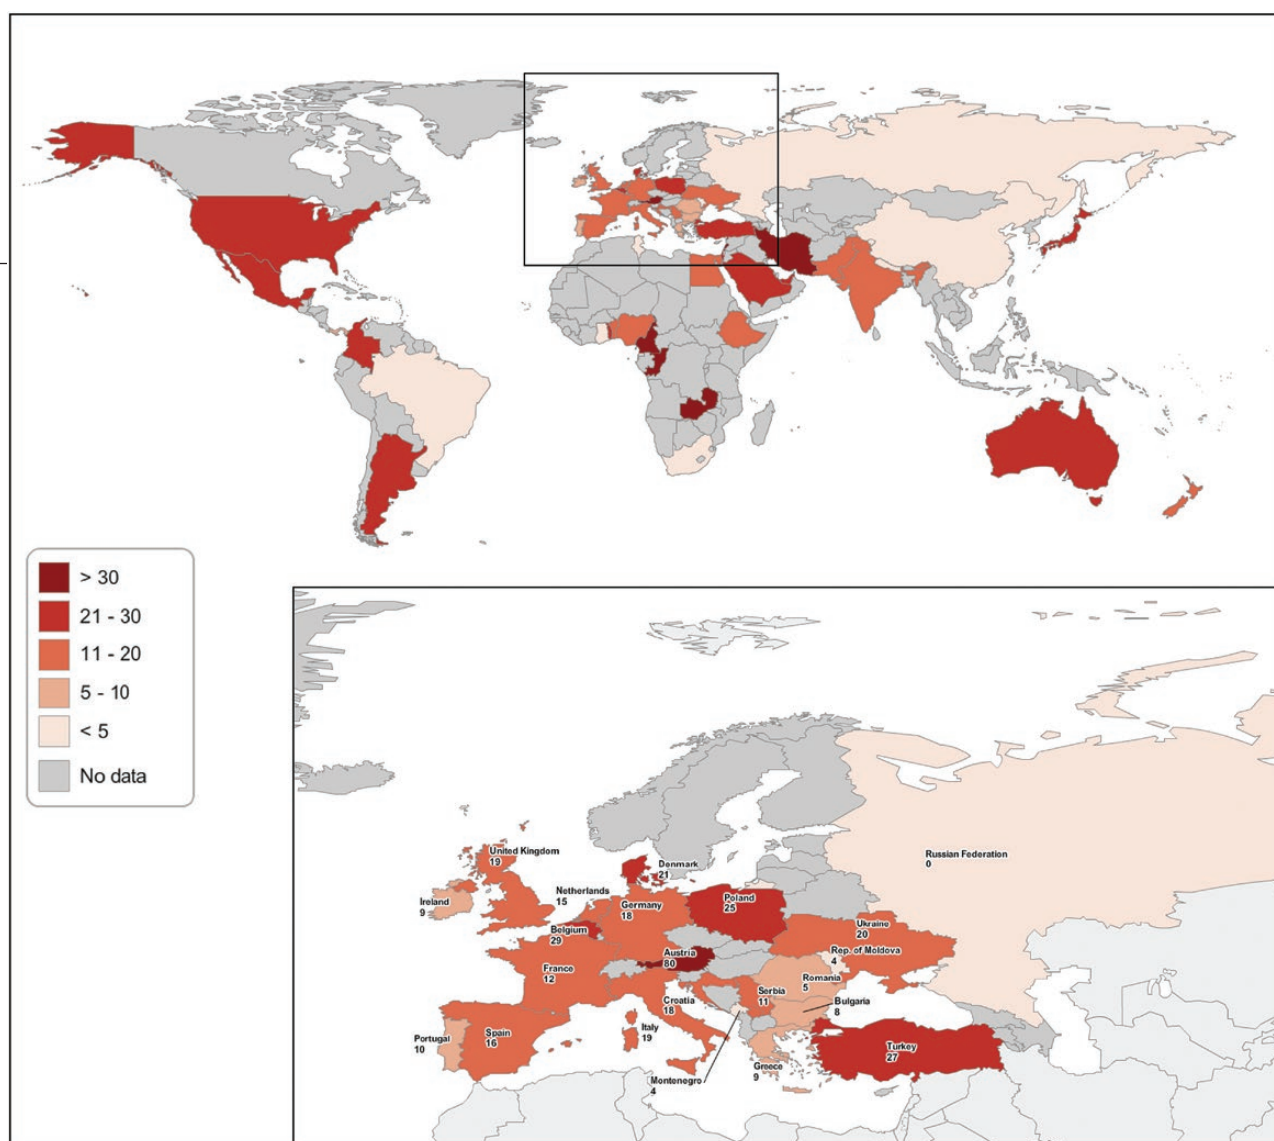 > 30
21 - 30
11 - 20
5 - 10
< 5
No data
United Kingdom
19
Denmark
21
Russian Federation
0
Netherlands
15
Ireland
9
Germany
18
Poland
25
Belgium
29
Ukraine
20
Austria
80
Rep. of Moldova
4
France
12
Romania
5
Serbia
11
Croatia
18
Bulgaria
8
Portugal
10
Spain
16
Italy
19
Turkey
27
Greece
9
Montenegro
4